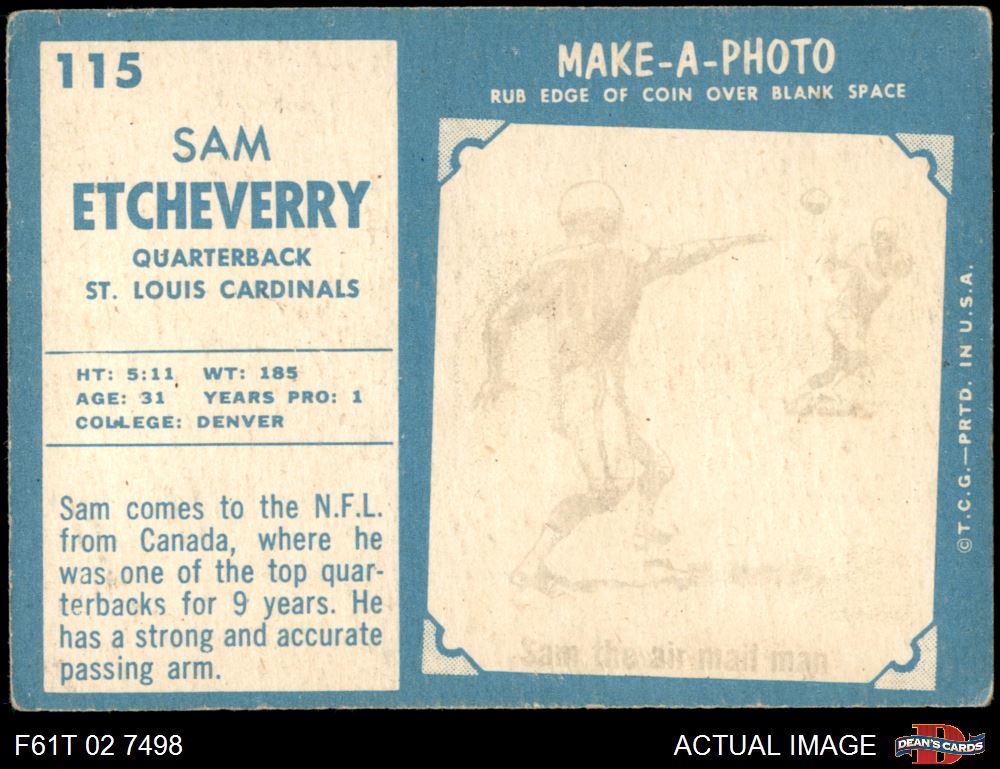 115
SAM
ETCHEVERRY
QUARTERBACK
ST. LOUIS CARDINALS
HT: 5:11 WT: 185
AGE: 31 YEARS PRO: 1
COLLEGE: DENVER
Sam comes to the N.F.L.
from Canada, where he
was one of the top quar-
terbacks for 9 years. He
has a strong and accurate
passing arm.
MAKE-A-PHOTO
RUB EDGE OF COIN OVER BLANK SPACE
Sam the air mail man
©T.C.G.—PRTD. IN U.S.A.
F61T 02 7498
ACTUAL IMAGE
DEAN'S CARDS